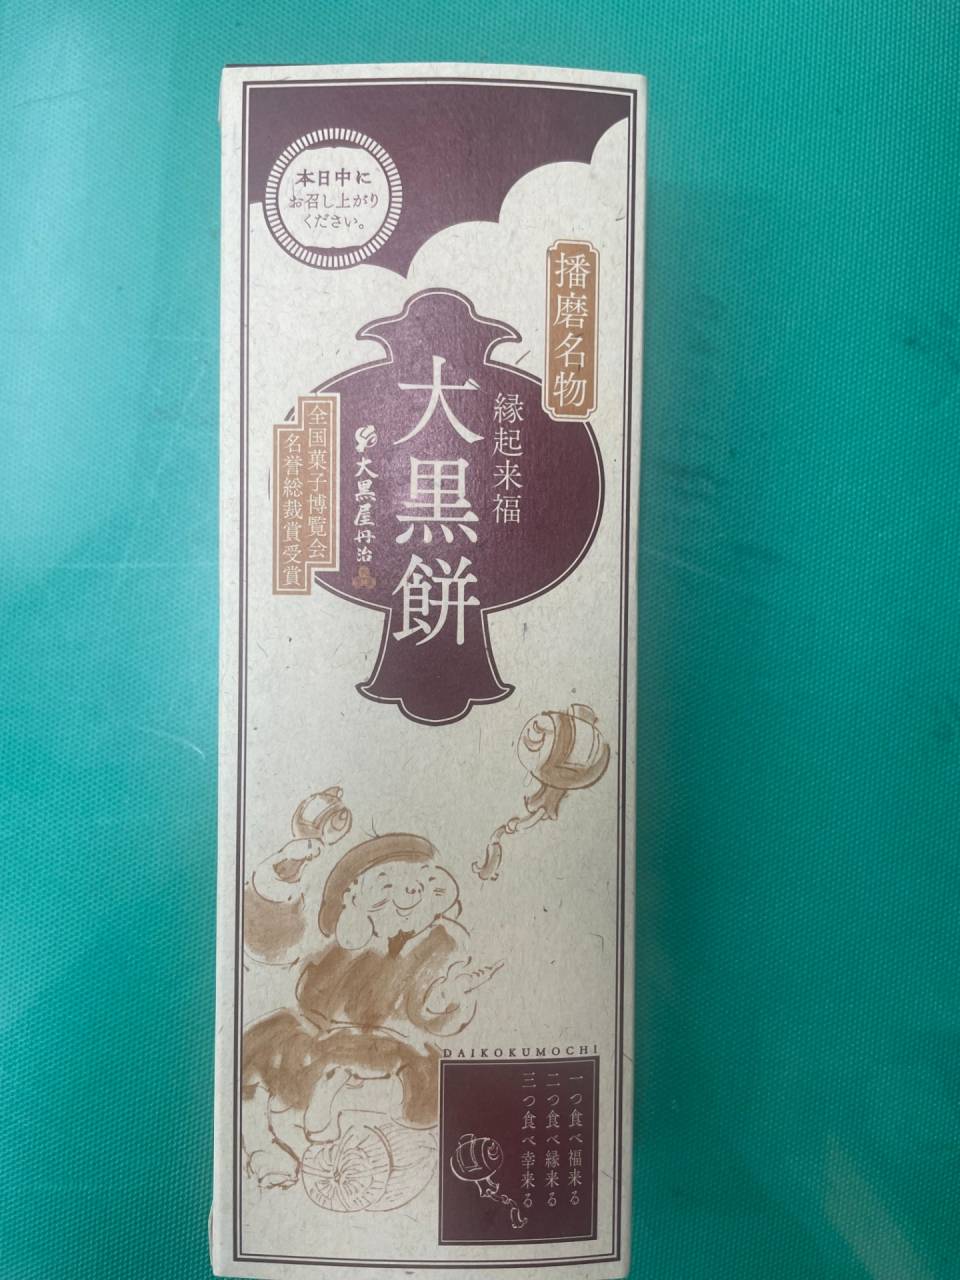 本日中に
お召し上がり
ください。
播磨名物
縁起来福
大黒餅
大黒屋丹治
全国菓子博覧会
名誉総裁賞受賞
DAIKOKUMOCHI
一つ食べ福来る
二つ食べ縁来る
三つ食べ幸来る